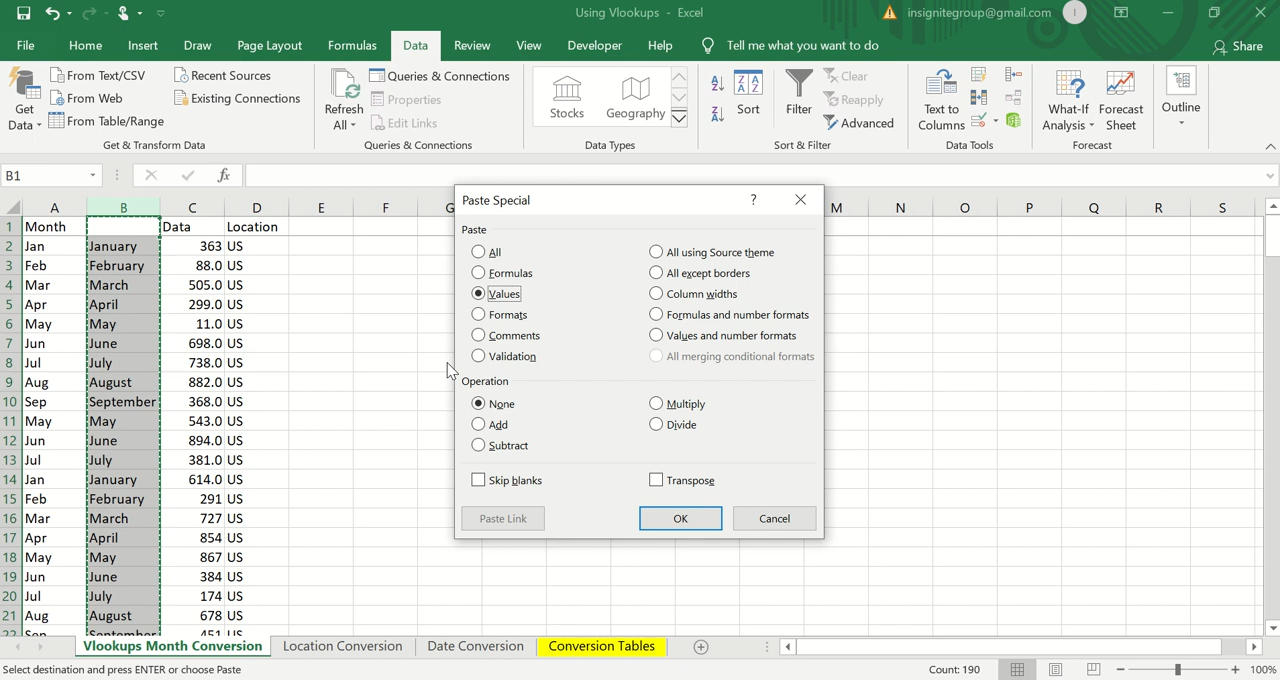 Using Vlookups - Excel
insignitegroup@gmail.com
I
File Home Insert Draw Page Layout Formulas Data Review View Developer Help Tell me what you want to do Share
Get Data
From Text/CSV
From Web
From Table/Range
Recent Sources
Existing Connections
Get & Transform Data
Refresh All
Queries & Connections
Properties
Edit Links
Queries & Connections
Stocks Geography
Data Types
Sort
Filter
Clear
Reapply
Advanced
Sort & Filter
Text to Columns
Data Tools
What-If Analysis
Forecast Sheet
Forecast
Outline
B1
fx
A B C D E F G M N O P Q R S
1 Month Data Location
2 Jan January 363 US
3 Feb February 88.0 US
4 Mar March 505.0 US
5 Apr April 299.0 US
6 May May 11.0 US
7 Jun June 698.0 US
8 Jul July 738.0 US
9 Aug August 882.0 US
10 Sep September 368.0 US
11 May May 543.0 US
12 Jun June 894.0 US
13 Jul July 381.0 US
14 Jan January 614.0 US
15 Feb February 291 US
16 Mar March 727 US
17 Apr April 854 US
18 May May 867 US
19 Jun June 384 US
20 Jul July 174 US
21 Aug August 678 US
22 Sep September 451 US
Paste Special
?
Paste
All All using Source theme
Formulas All except borders
Values Column widths
Formats Formulas and number formats
Comments Values and number formats
Validation All merging conditional formats
Operation
None Multiply
Add Divide
Subtract
Skip blanks Transpose
Paste Link OK Cancel
Vlookups Month Conversion Location Conversion Date Conversion Conversion Tables
Select destination and press ENTER or choose Paste Count: 190 100%